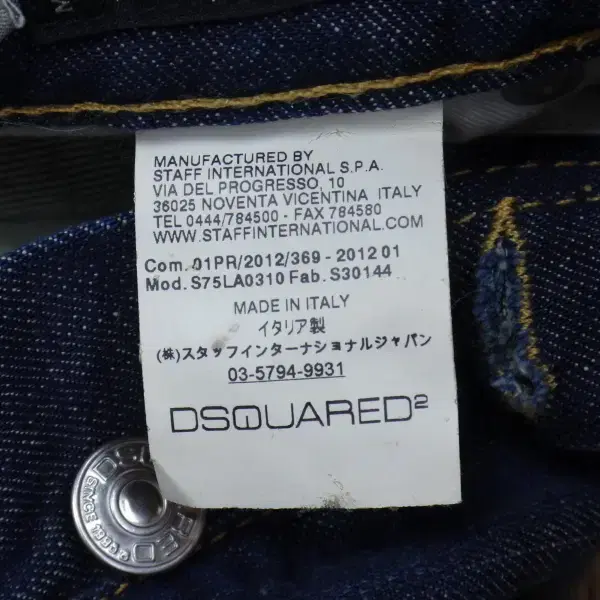 MANUFACTURED BY
STAFF INTERNATIONAL S.P.A.
VIA DEL PROGRESSO, 10
36025 NOVENTA VICENTINA ITALY
TEL 0444/784500 - FAX 784580
WWW.STAFFINTERNATIONAL.COM
Com. 01PR/2012/369 - 2012 01
Mod. S75LA0310 Fab. S30144
MADE IN ITALY
イタリア製
(株)スタッフインターナショナルジャパン
03-5794-9931
DSQUARED2
SINCE 1964